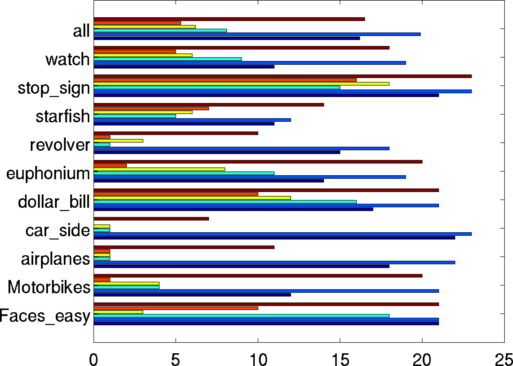 all
watch
stop_sign
starfish
revolver
euphonium
dollar_bill
car_side
airplanes
Motorbikes
Faces_easy
0 5 10 15 20 25